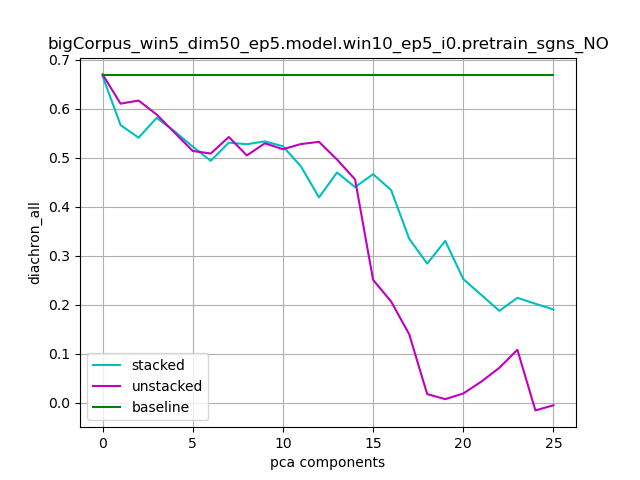 bigCorpus_win5_dim50_ep5.model.win10_ep5_i0.pretrain_sgns_NO
0.7
0.6
0.5
0.4
0.3
0.2
0.1
0.0
diachron_all
stacked
unstacked
baseline
0 5 10 15 20 25
pca components